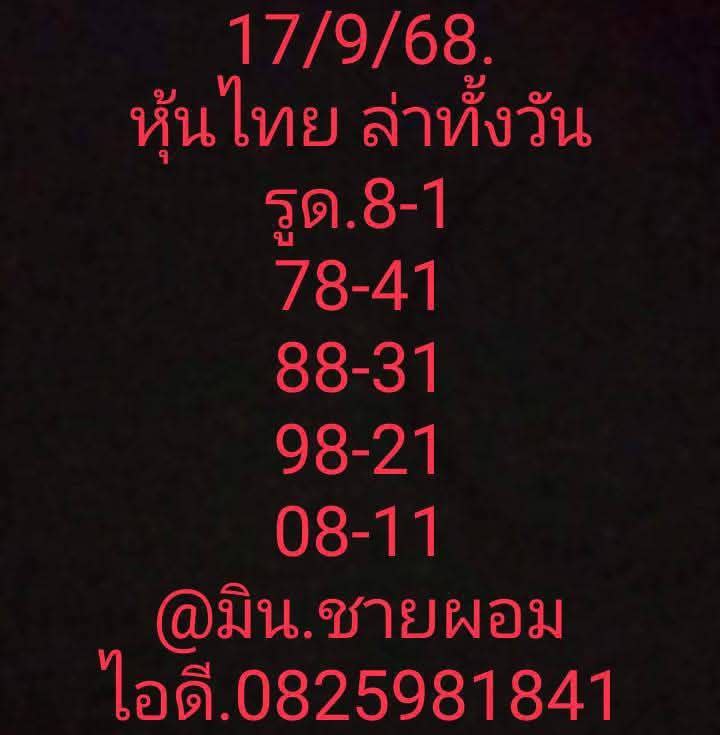 17/9/68.
หุ้นไทย ล่าทั้งวัน
รูด.8-1
78-41
88-31
98-21
08-11
@มิน.ชายผอม
ไอดี.0825981841